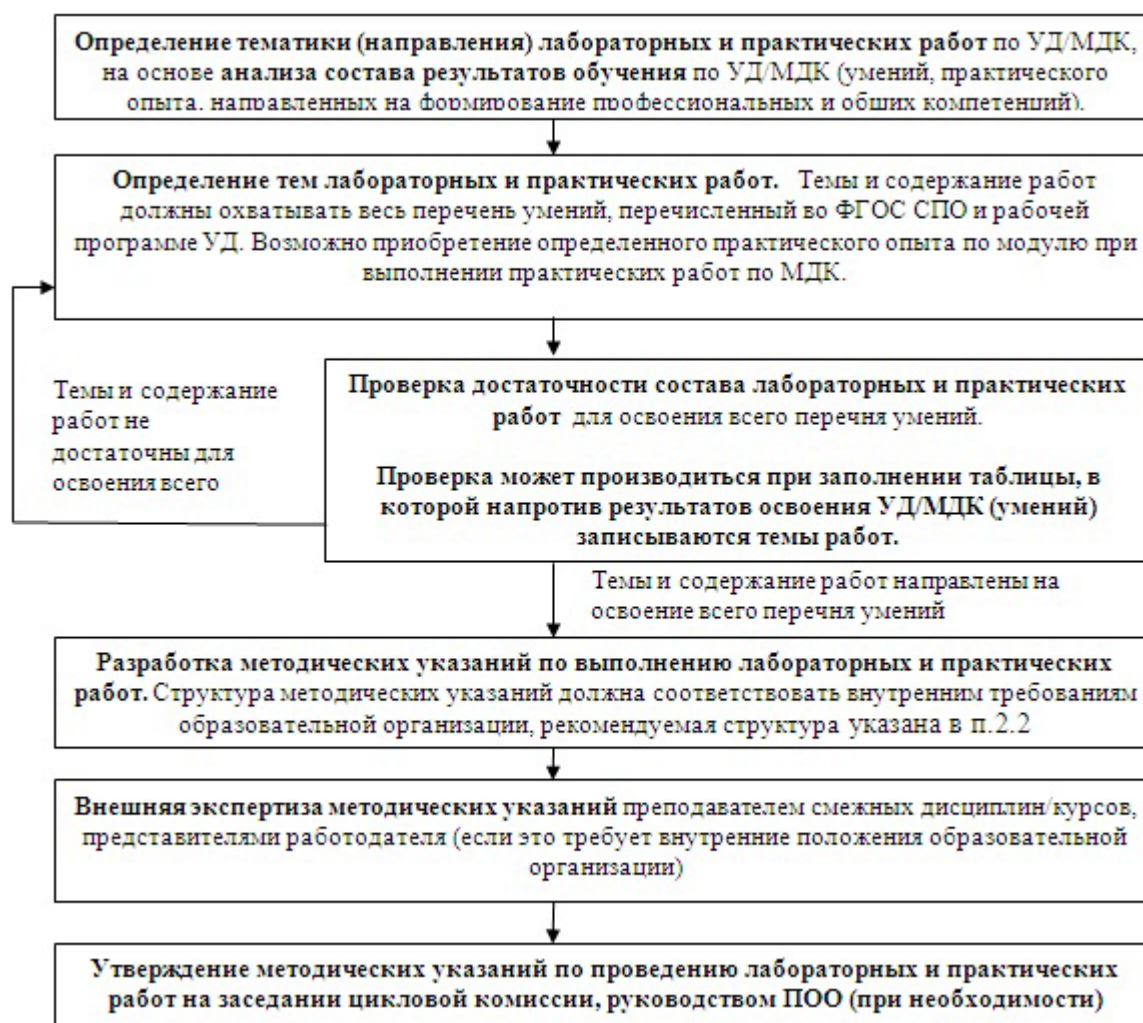 Определение тематики (направления) лабораторных и практических работ по УД/МДК,
на основе анализа состава результатов обучения по УД/МДК (умений, практического
опыта, направленных на формирование профессиональных и общих компетенций).
Определение тем лабораторных и практических работ. Темы и содержание работ
должны охватывать весь перечень умений, перечисленный во ФГОС СПО и рабочей
программе УД. Возможно приобретение определенного практического опыта по модулю при
выполнении практических работ по МДК.
Темы и содержание
работ не
достаточны для
освоения всего
Проверка достаточности состава лабораторных и практических
работ для освоения всего перечня умений.
Проверка может производиться при заполнении таблицы, в
которой напротив результатов освоения УД/МДК (умений)
записываются темы работ.
Темы и содержание работ направлены на
освоение всего перечня умений
Разработка методических указаний по выполнению лабораторных и практических
работ. Структура методических указаний должна соответствовать внутренним требованиям
образовательной организации, рекомендуемая структура указана в п.2.2
Внешняя экспертиза методических указаний преподавателем смежных дисциплин/курсов,
представителями работодателя (если это требует внутренние положения образовательной
организации)
Утверждение методических указаний по проведению лабораторных и практических
работ на заседании цикловой комиссии, руководством ПОО (при необходимости)